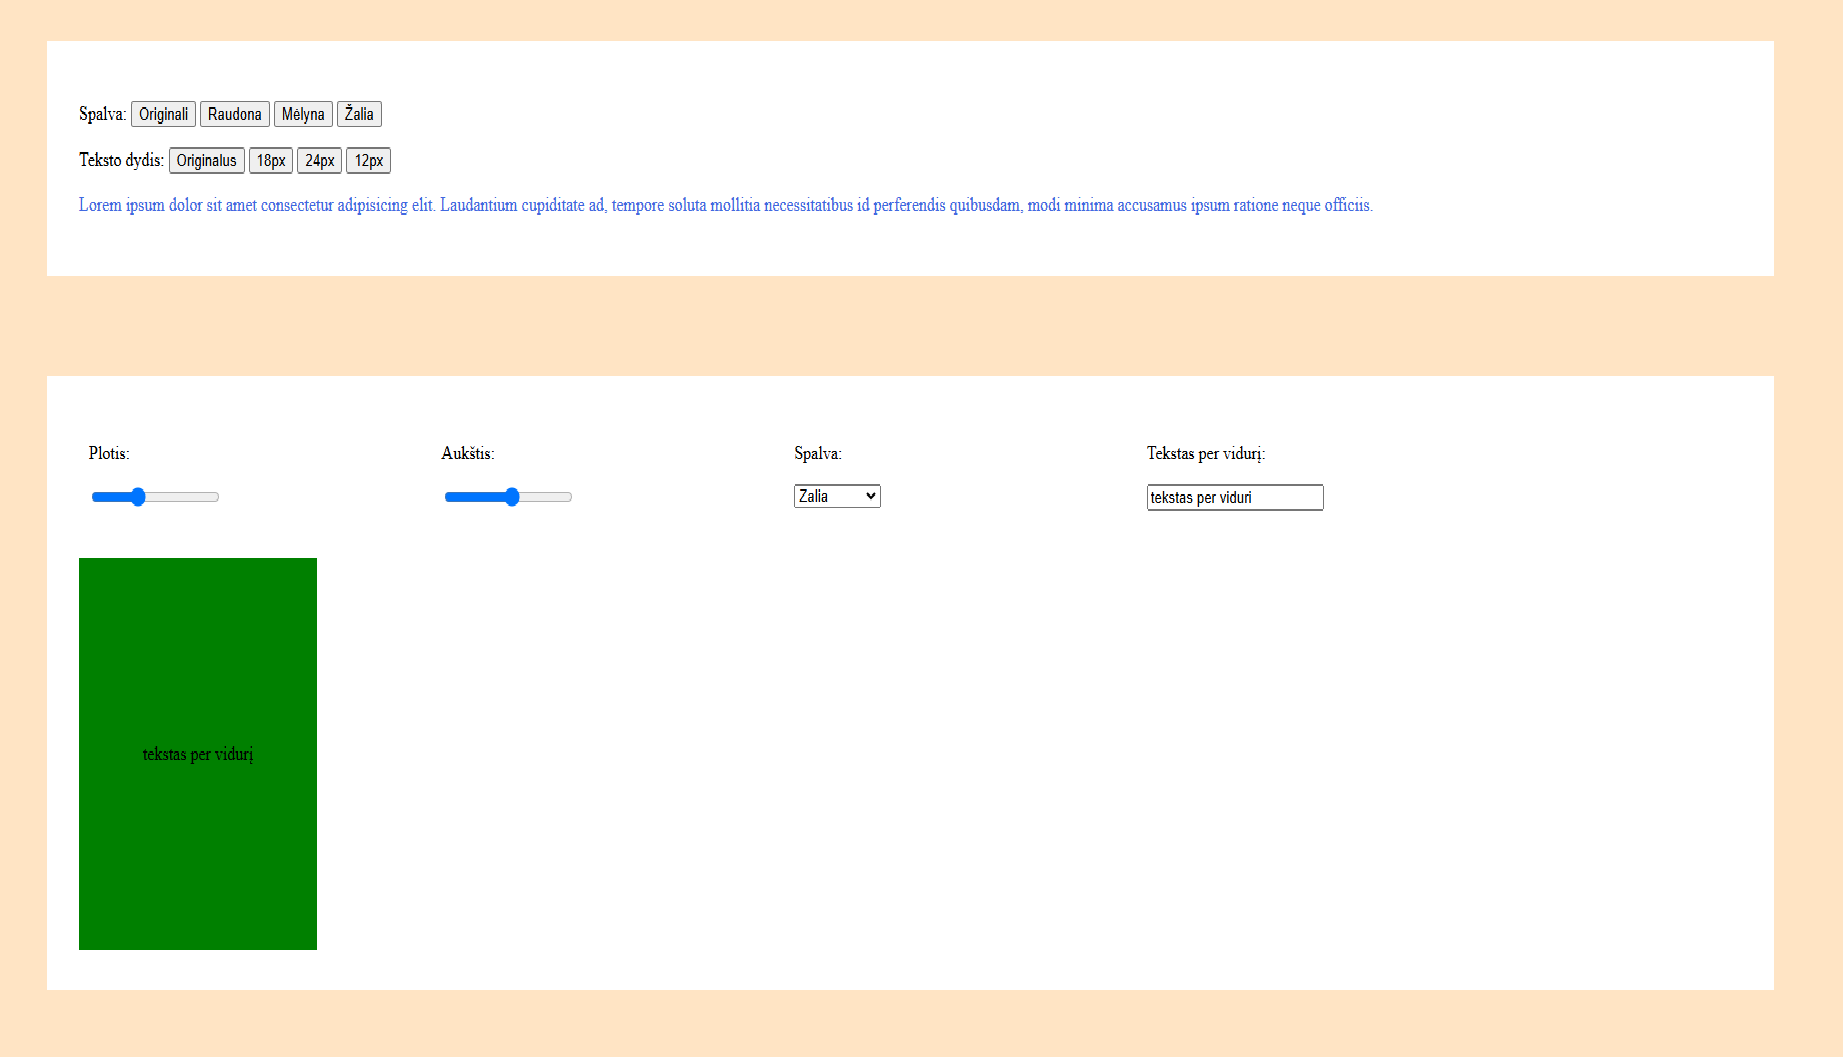 Spalva: Originali Raudona Mėlyna Žalia
Teksto dydis: Originalus 18px 24px 12px
Lorem ipsum dolor sit amet consectetur adipisicing elit. Laudantium cupiditate ad, tempore soluta mollitia necessitatibus id perferendis quibusdam, modi minima accusamus ipsum ratione neque officiis.
Plotis: Aukštis: Spalva: Tekstas per vidurį:
Žalia tekstas per vidurį
tekstas per vidurį